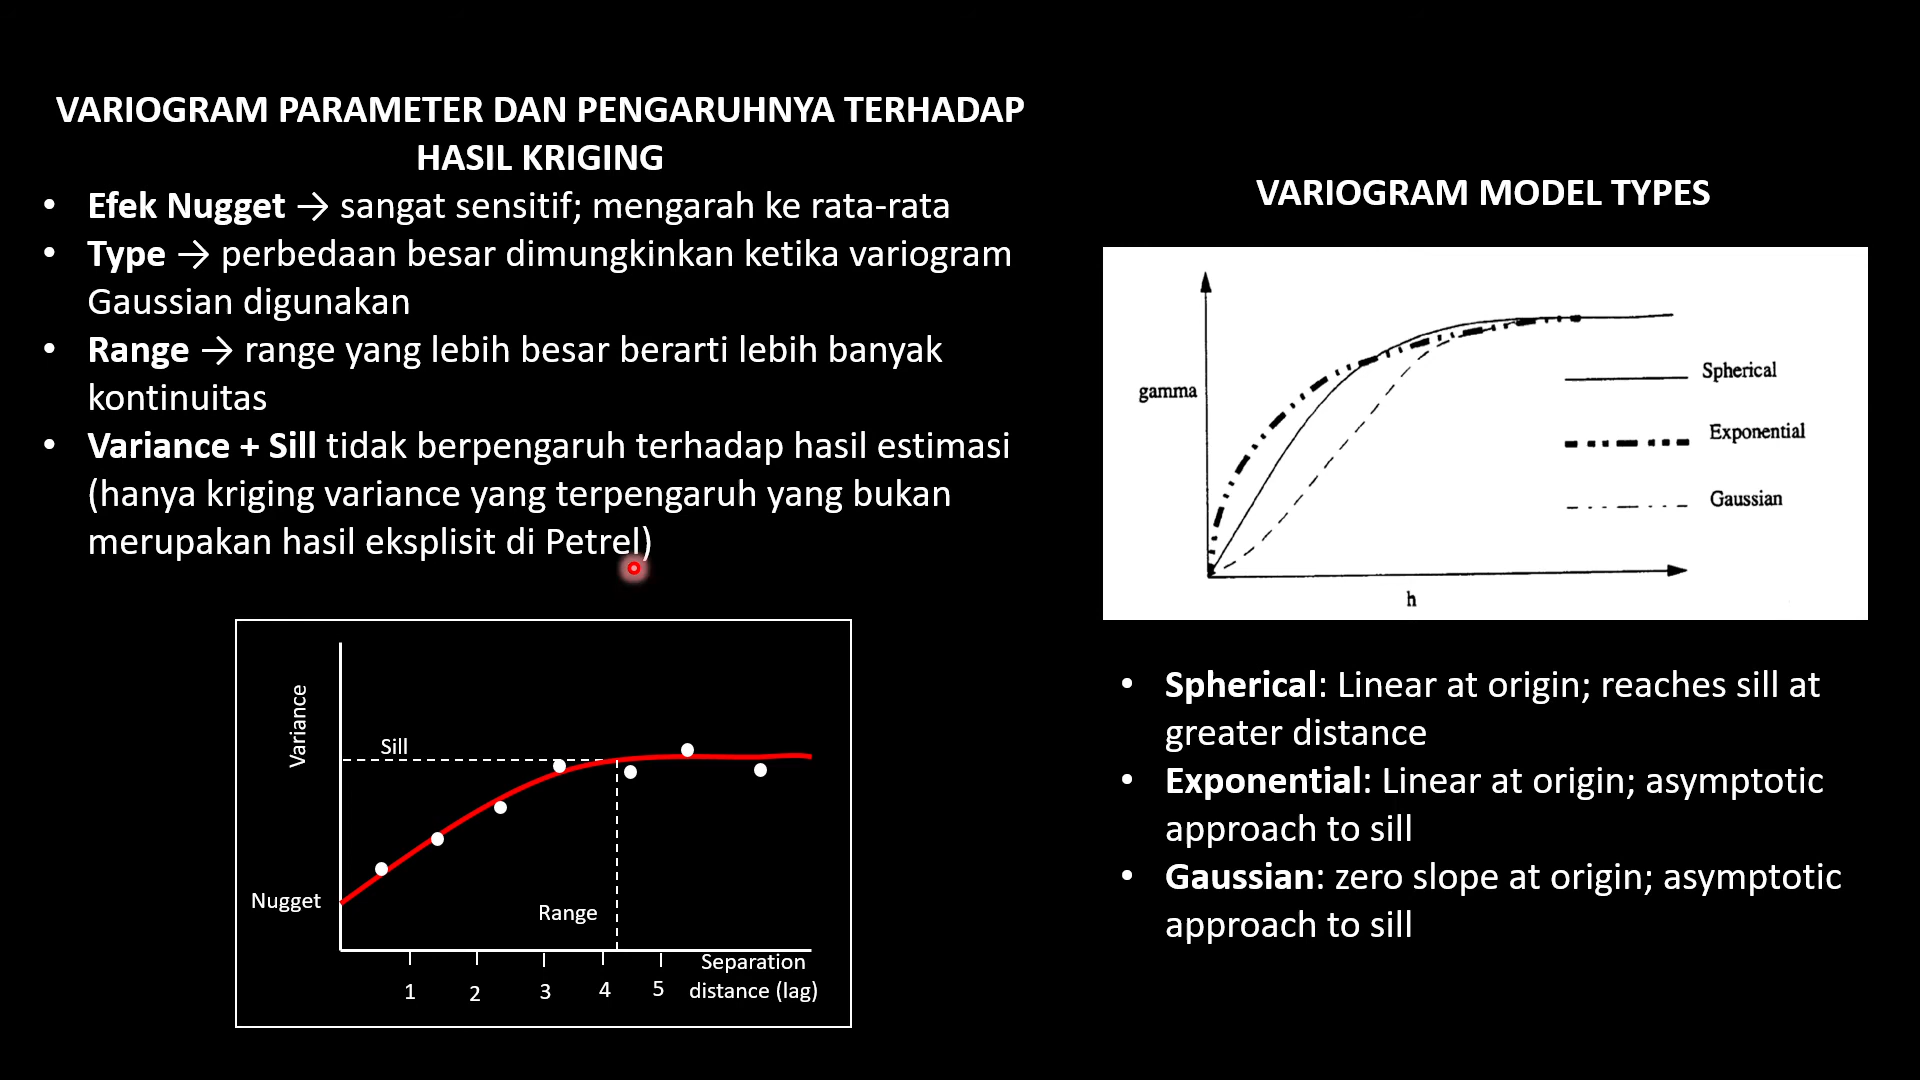 VARIOGRAM PARAMETER DAN PENGARUHNYA TERHADAP
HASIL KRIGING
• Efek Nugget → sangat sensitif; mengarah ke rata-rata
• Type → perbedaan besar dimungkinkan ketika variogram
Gaussian digunakan
• Range → range yang lebih besar berarti lebih banyak
kontinuitas
• Variance + Sill tidak berpengaruh terhadap hasil estimasi
(hanya kriging variance yang terpengaruh yang bukan
merupakan hasil eksplisit di Petrel)
Variance
Sill
Nugget
Range
1 2 3 4 5
Separation
distance (lag)
VARIOGRAM MODEL TYPES
gamma
Spherical
Exponential
Gaussian
h
• Spherical: Linear at origin; reaches sill at
greater distance
• Exponential: Linear at origin; asymptotic
approach to sill
• Gaussian: zero slope at origin; asymptotic
approach to sill